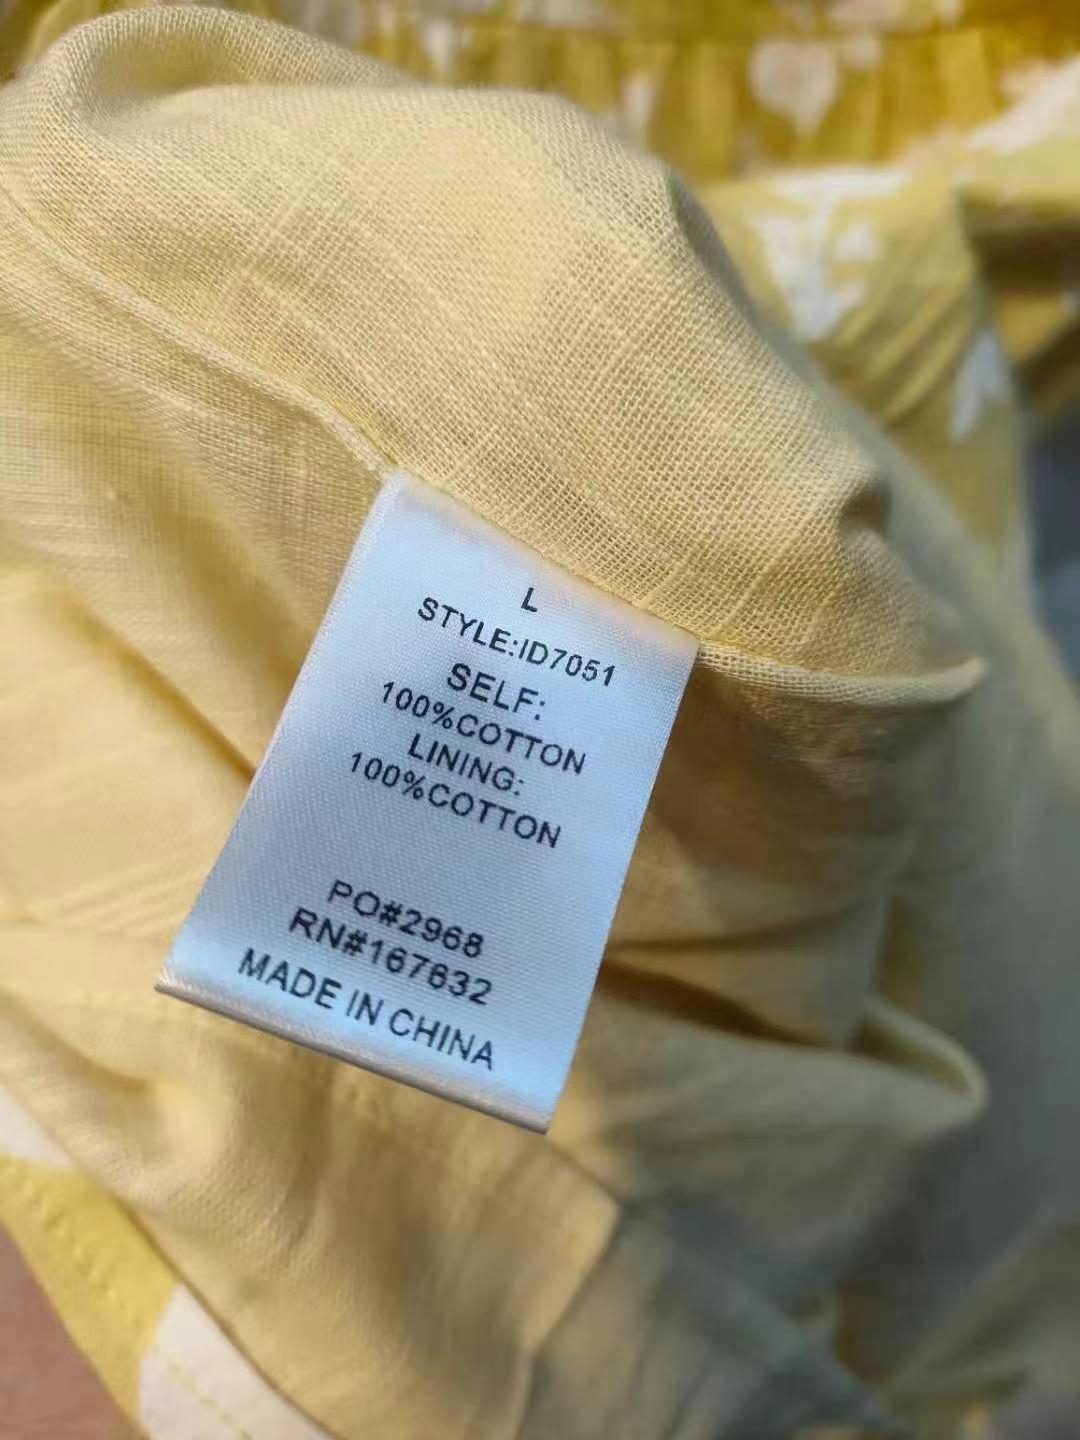 L
STYLE:ID7051
SELF:
100%COTTON
LINING:
100%COTTON
PO#2968
RN#167632
MADE IN CHINA